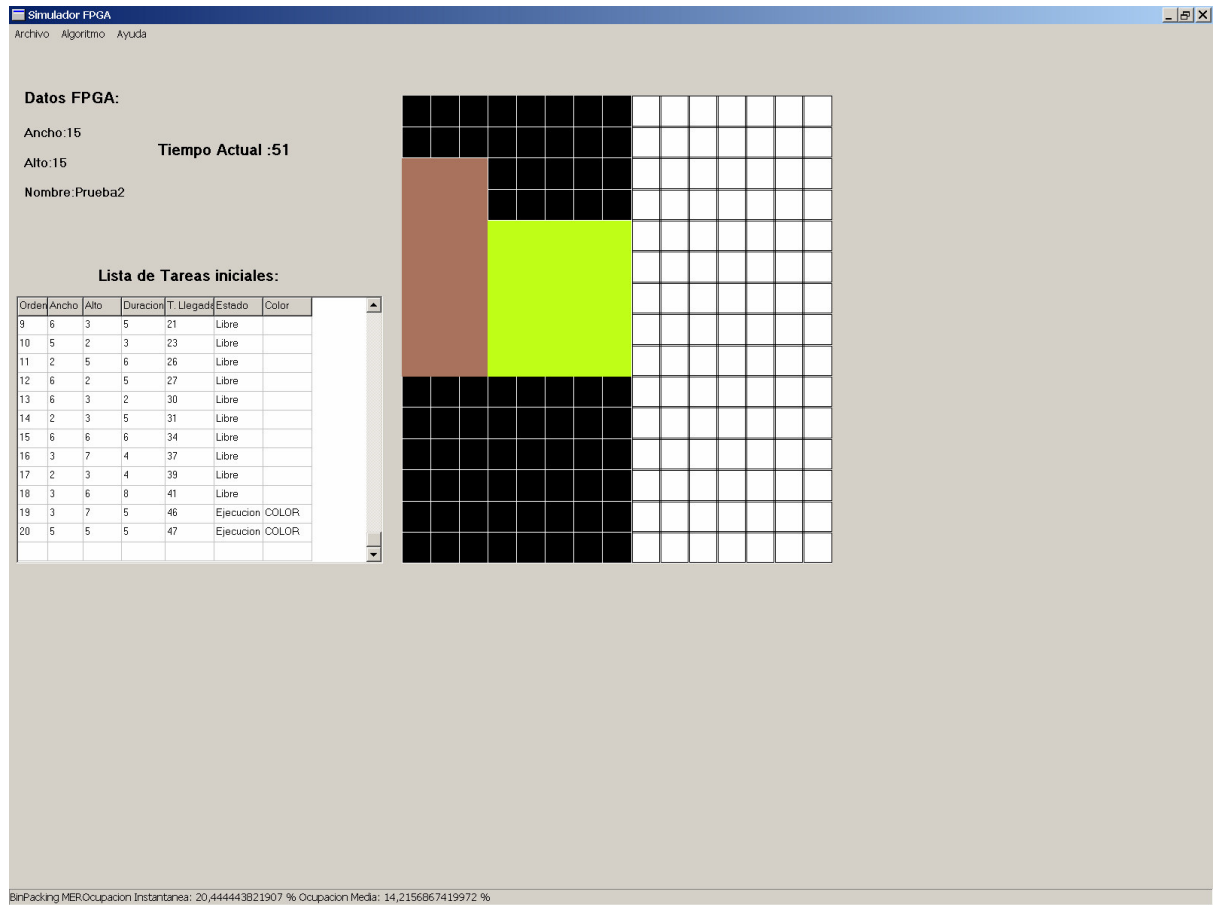 Simulador FPGA
Archivo Algoritmo Ayuda
Datos FPGA:
Ancho:15
Tiempo Actual :51
Alto:15
Nombre:Prueba2
Lista de Tareas iniciales:
Orden Ancho Alto Duracion T. Llegada Estado Color
9 6 3 5 21 Libre
10 5 2 3 23 Libre
11 2 5 6 26 Libre
12 6 2 5 27 Libre
13 6 3 2 30 Libre
14 2 3 5 31 Libre
15 6 6 6 34 Libre
16 3 7 4 37 Libre
17 2 3 4 39 Libre
18 3 6 8 41 Libre
19 3 7 5 46 Ejecucion COLOR
20 5 5 5 47 Ejecucion COLOR
BinPacking MEROcupacion Instantanea: 20,444443821907 % Ocupacion Media: 14,2156867419972 %